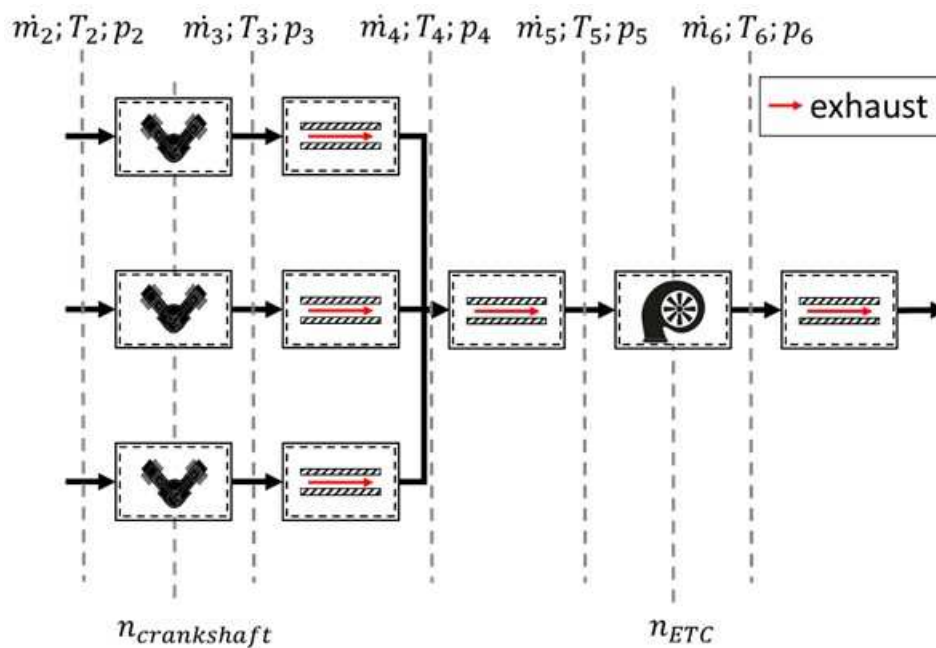 ṁ₂; T₂; p₂ ṁ₃; T₃; p₃ ṁ₄; T₄; p₄ ṁ₅; T₅; p₅ ṁ₆; T₆; p₆
exhaust
n_crankshaft n_ETC